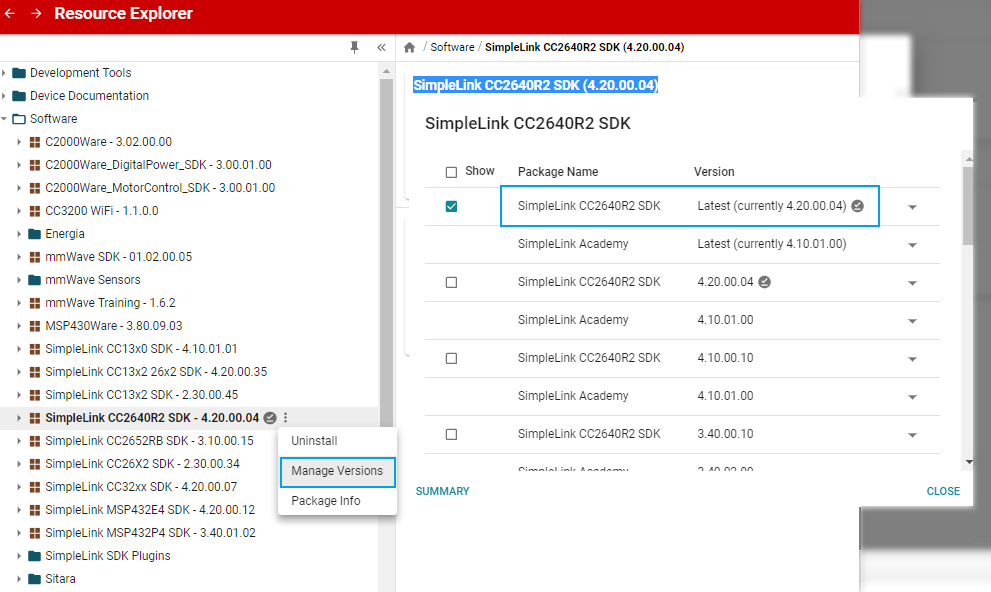 Resource Explorer
/ Software / SimpleLink CC2640R2 SDK (4.20.00.04)
Development Tools
Device Documentation
Software
C2000Ware - 3.02.00.00
C2000Ware_DigitalPower_SDK - 3.00.01.00
C2000Ware_MotorControl_SDK - 3.00.01.00
CC3200 WiFi - 1.1.0.0
Energia
mmWave SDK - 01.02.00.05
mmWave Sensors
mmWave Training - 1.6.2
MSP430Ware - 3.80.09.03
SimpleLink CC13x0 SDK - 4.10.01.01
SimpleLink CC13x2 26x2 SDK - 4.20.00.35
SimpleLink CC13x2 SDK - 2.30.00.45
SimpleLink CC2640R2 SDK - 4.20.00.04
SimpleLink CC2652RB SDK - 3.10.00.15
SimpleLink CC26X2 SDK - 2.30.00.34
SimpleLink CC32xx SDK - 4.20.00.07
SimpleLink MSP432E4 SDK - 4.20.00.12
SimpleLink MSP432P4 SDK - 3.40.01.02
SimpleLink SDK Plugins
Sitara
Uninstall
Manage Versions
Package Info
SimpleLink CC2640R2 SDK (4.20.00.04)
SimpleLink CC2640R2 SDK
Show Package Name Version
SimpleLink CC2640R2 SDK Latest (currently 4.20.00.04)
SimpleLink Academy Latest (currently 4.10.01.00)
SimpleLink CC2640R2 SDK 4.20.00.04
SimpleLink Academy 4.10.01.00
SimpleLink CC2640R2 SDK 4.10.00.10
SimpleLink Academy 4.10.01.00
SimpleLink CC2640R2 SDK 3.40.00.10
SimpleLink Academy 3.40.02.00
SUMMARY CLOSE